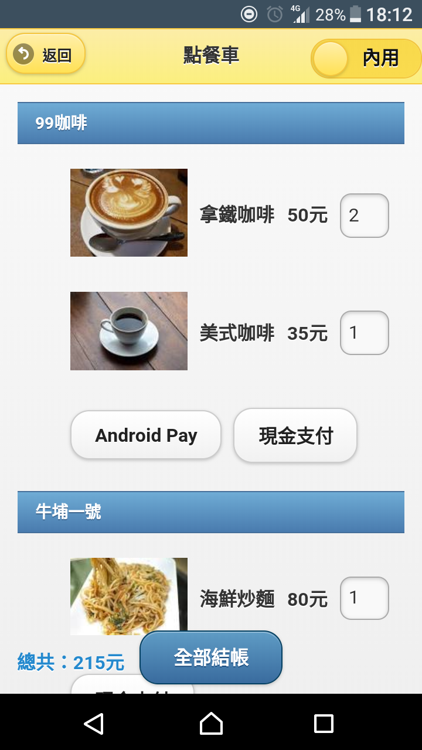 4G 28% 18:12
返回 點餐車 內用
99咖啡
拿鐵咖啡 50元 2
美式咖啡 35元 1
Android Pay 現金支付
牛埔一號
海鮮炒麵 80元 1
總共：215元 全部結帳